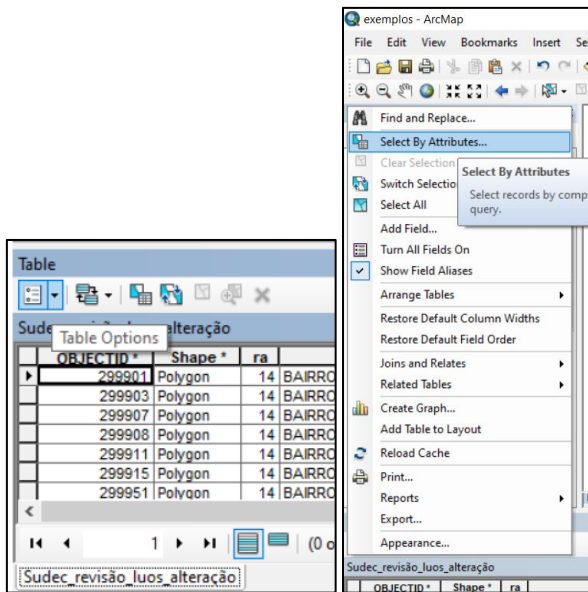 Table
Sude
alteração
Table Options
OBJECTID * Shape * ra
299901 Polygon 14 BAIRRO
299903 Polygon 14 BAIRRO
299907 Polygon 14 BAIRRO
299908 Polygon 14 BAIRRO
299911 Polygon 14 BAIRRO
299915 Polygon 14 BAIRRO
299951 Polygon 14 BAIRRO
1
(0 o
Sudec_revisão_luos_alteração
exemplos - ArcMap
File Edit View Bookmarks Insert Se
Find and Replace...
Select By Attributes...
Clear Selection
Switch Selectio
Select All
Select By Attributes
Select records by comp
query.
Add Field...
Turn All Fields On
Show Field Aliases
Arrange Tables
Restore Default Column Widths
Restore Default Field Order
Joins and Relates
Related Tables
Create Graph...
Add Table to Layout
Reload Cache
Print...
Reports
Export...
Appearance...
Sudec_revisão_luos_alteração
OBJECTID * Shape * ra